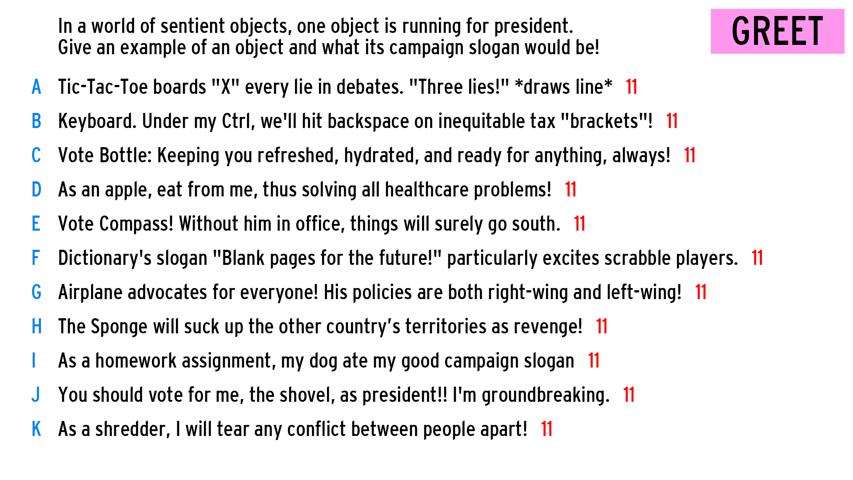 In a world of sentient objects, one object is running for president.
Give an example of an object and what its campaign slogan would be!
GREET
A Tic-Tac-Toe boards "X" every lie in debates. "Three lies!" *draws line* 11
B Keyboard. Under my Ctrl, we'll hit backspace on inequitable tax "brackets"! 11
C Vote Bottle: Keeping you refreshed, hydrated, and ready for anything, always! 11
D As an apple, eat from me, thus solving all healthcare problems! 11
E Vote Compass! Without him in office, things will surely go south. 11
F Dictionary's slogan "Blank pages for the future!" particularly excites scrabble players. 11
G Airplane advocates for everyone! His policies are both right-wing and left-wing! 11
H The Sponge will suck up the other country’s territories as revenge! 11
I As a homework assignment, my dog ate my good campaign slogan 11
J You should vote for me, the shovel, as president!! I'm groundbreaking. 11
K As a shredder, I will tear any conflict between people apart! 11